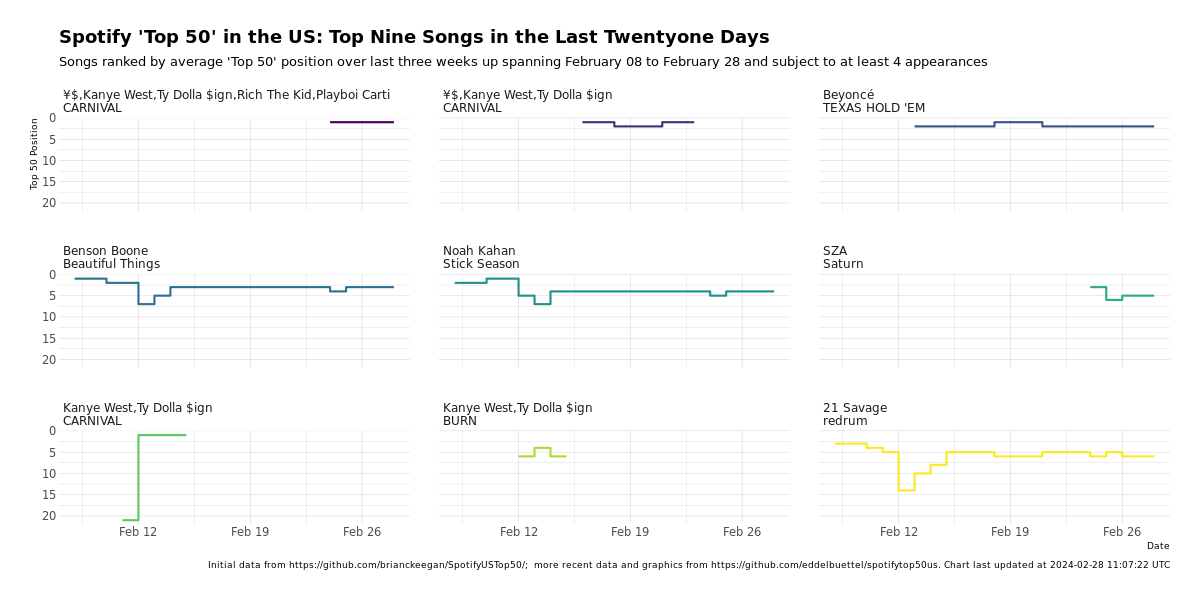 Spotify 'Top 50' in the US: Top Nine Songs in the Last Twentyone Days
Songs ranked by average 'Top 50' position over last three weeks up spanning February 08 to February 28 and subject to at least 4 appearances
¥$,Kanye West,Ty Dolla $ign,Rich The Kid,Playboi Carti
CARNIVAL
¥$,Kanye West,Ty Dolla $ign
CARNIVAL
Beyoncé
TEXAS HOLD 'EM
Top 50 Position
0
5
10
15
20
Benson Boone
Beautiful Things
Noah Kahan
Stick Season
SZA
Saturn
0
5
10
15
20
Kanye West,Ty Dolla $ign
CARNIVAL
Kanye West,Ty Dolla $ign
BURN
21 Savage
redrum
0
5
10
15
20
Feb 12 Feb 19 Feb 26
Feb 12 Feb 19 Feb 26
Feb 12 Feb 19 Feb 26
Date
Initial data from https://github.com/brianckeegan/SpotifyUSTop50/;  more recent data and graphics from https://github.com/eddelbuettel/spotifytop50us. Chart last updated at 2024-02-28 11:07:22 UTC